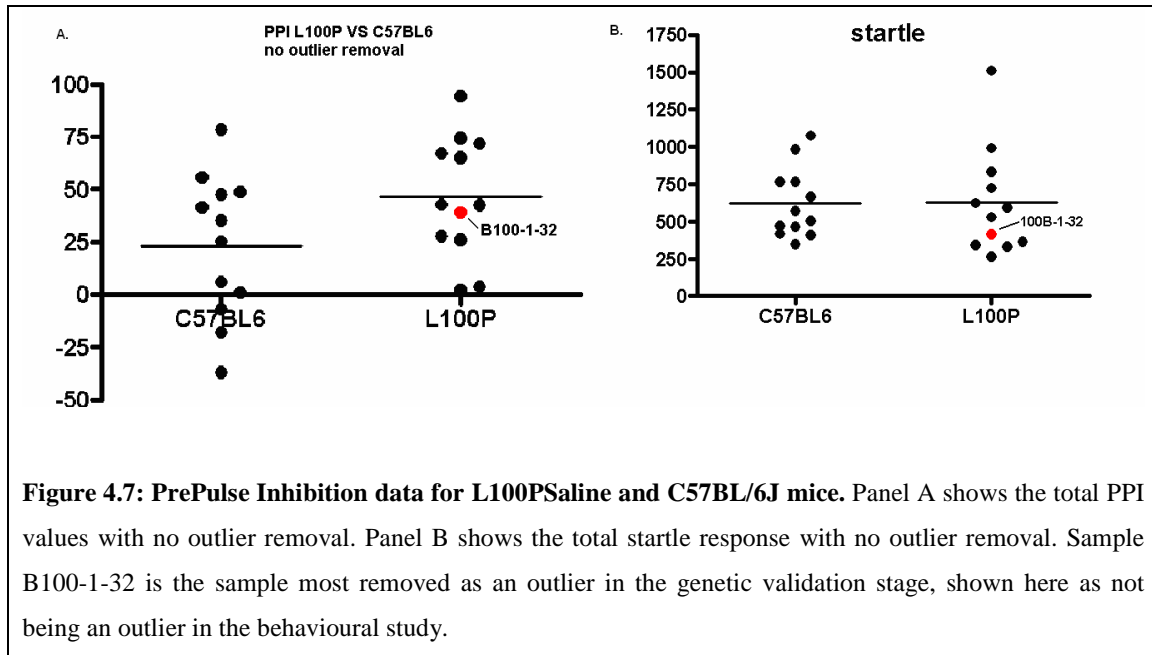 A.
PPI L100P VS C57BL6
no outlier removal
100
75
50
25
0
-25
-50
C57BL6
L100P
B100-1-32
B.
startle
1750
1500
1250
1000
750
500
250
0
C57BL6
L100P
100B-1-32
Figure 4.7: PrePulse Inhibition data for L100PSaline and C57BL/6J mice. Panel A shows the total PPI
values with no outlier removal. Panel B shows the total startle response with no outlier removal. Sample
B100-1-32 is the sample most removed as an outlier in the genetic validation stage, shown here as not
being an outlier in the behavioural study.